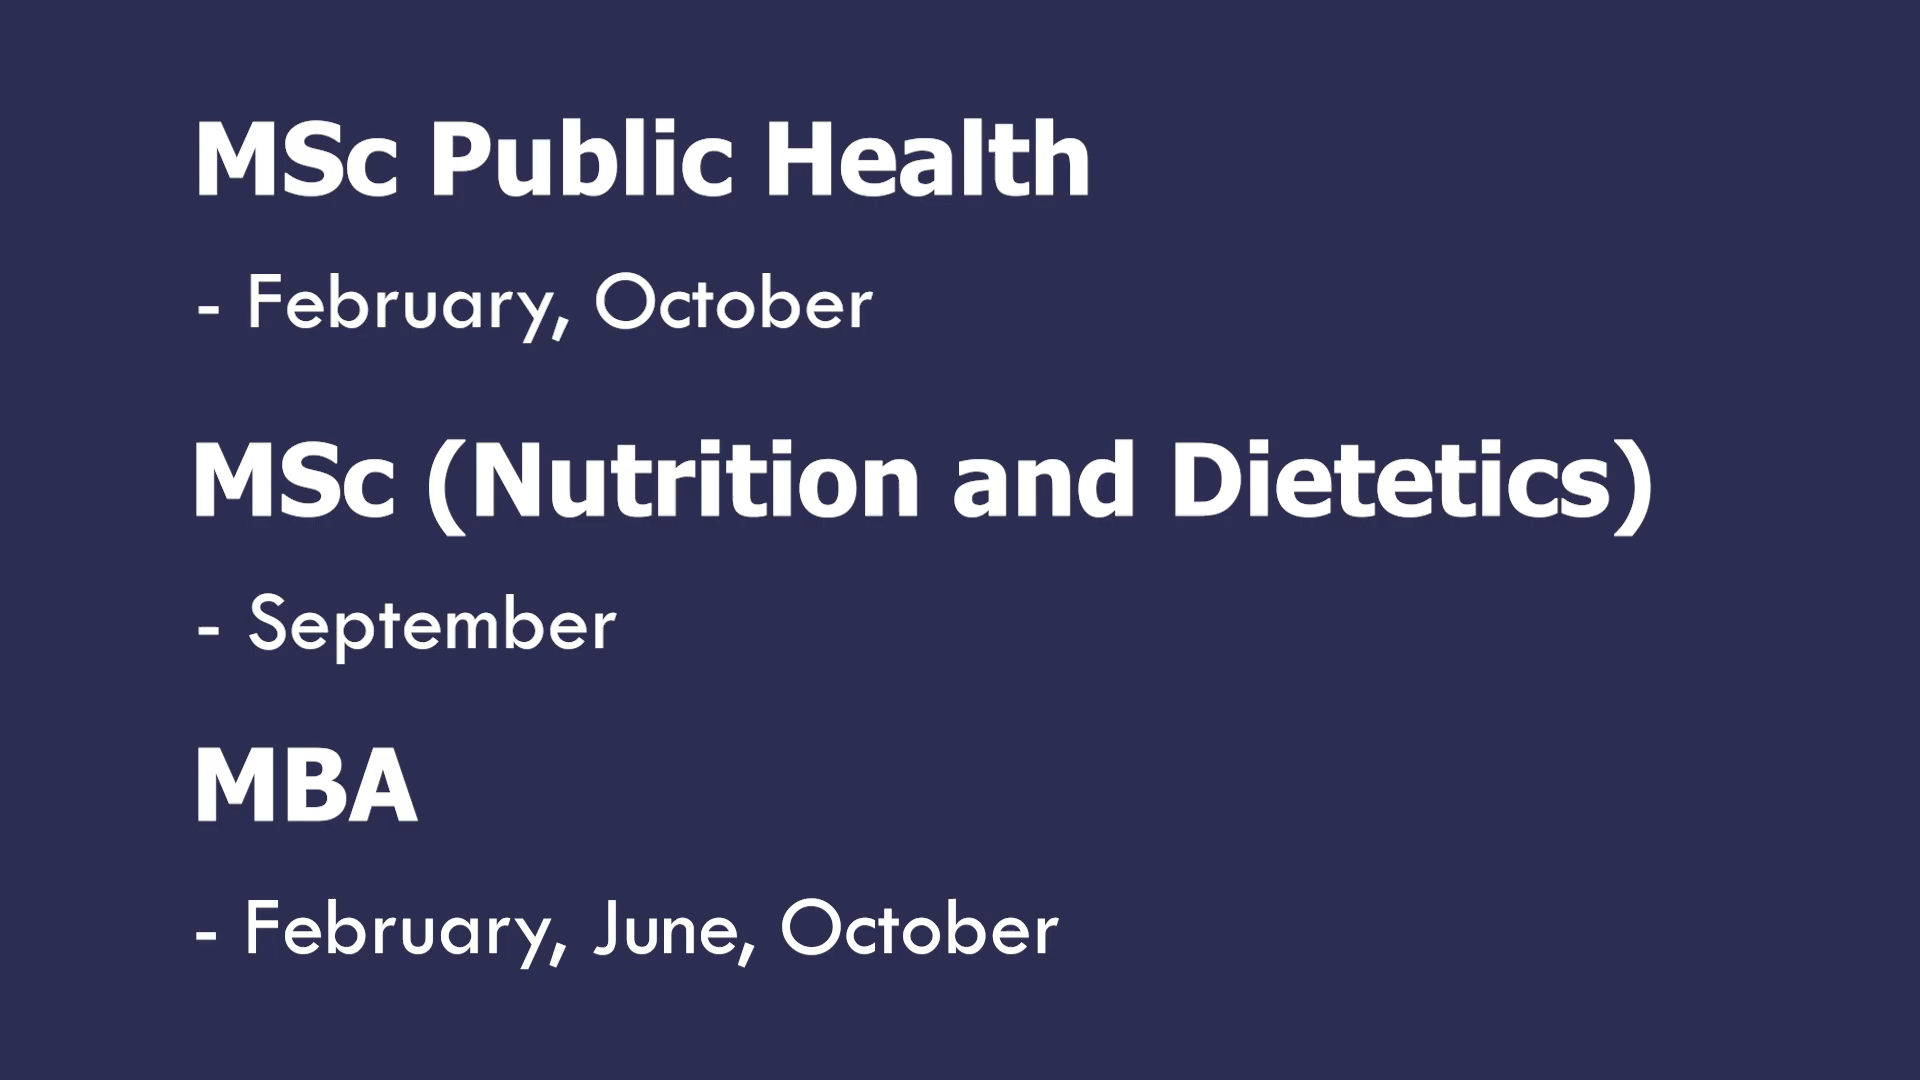 MSc Public Health
- February, October
MSc (Nutrition and Dietetics)
- September
MBA
- February, June, October